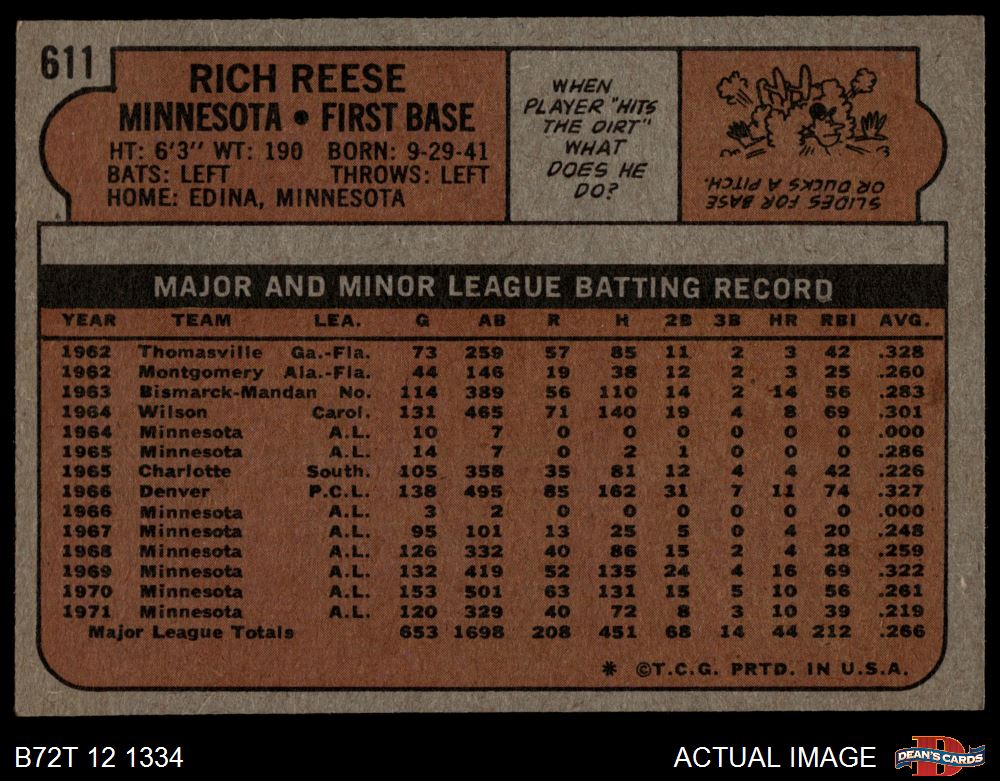 611
RICH REESE
MINNESOTA • FIRST BASE
HT: 6'3" WT: 190 BORN: 9-29-41
BATS: LEFT THROWS: LEFT
HOME: EDINA, MINNESOTA
WHEN
PLAYER "HITS
THE DIRT"
WHAT
DOES HE
DO?
SLIDES FOR BASE
OR DUCKS A PITCH.
MAJOR AND MINOR LEAGUE BATTING RECORD
YEAR TEAM LEA. G AB R H 2B 3B HR RBI AVG.
1962 Thomasville Ga.-Fla. 73 259 57 85 11 2 3 42 .328
1962 Montgomery Ala.-Fla. 44 146 19 38 12 2 3 25 .260
1963 Bismarck-Mandan No. 114 389 56 110 14 2 14 56 .283
1964 Wilson Carol. 131 465 71 140 19 4 8 69 .301
1964 Minnesota A.L. 10 7 0 0 0 0 0 0 .000
1965 Minnesota A.L. 14 7 0 2 1 0 0 0 .286
1965 Charlotte South. 105 358 35 81 12 4 4 42 .226
1966 Denver P.C.L. 138 495 85 162 31 7 11 74 .327
1966 Minnesota A.L. 3 2 0 0 0 0 0 0 .000
1967 Minnesota A.L. 95 101 13 25 5 0 4 20 .248
1968 Minnesota A.L. 126 332 40 86 15 2 4 28 .259
1969 Minnesota A.L. 132 419 52 135 24 4 16 69 .322
1970 Minnesota A.L. 153 501 63 131 15 5 10 56 .261
1971 Minnesota A.L. 120 329 40 72 8 3 10 39 .219
Major League Totals 653 1698 208 451 68 14 44 212 .266
* ©T.C.G. PRTD. IN U.S.A.
B72T 12 1334
ACTUAL IMAGE
D
DEAN'S CARDS